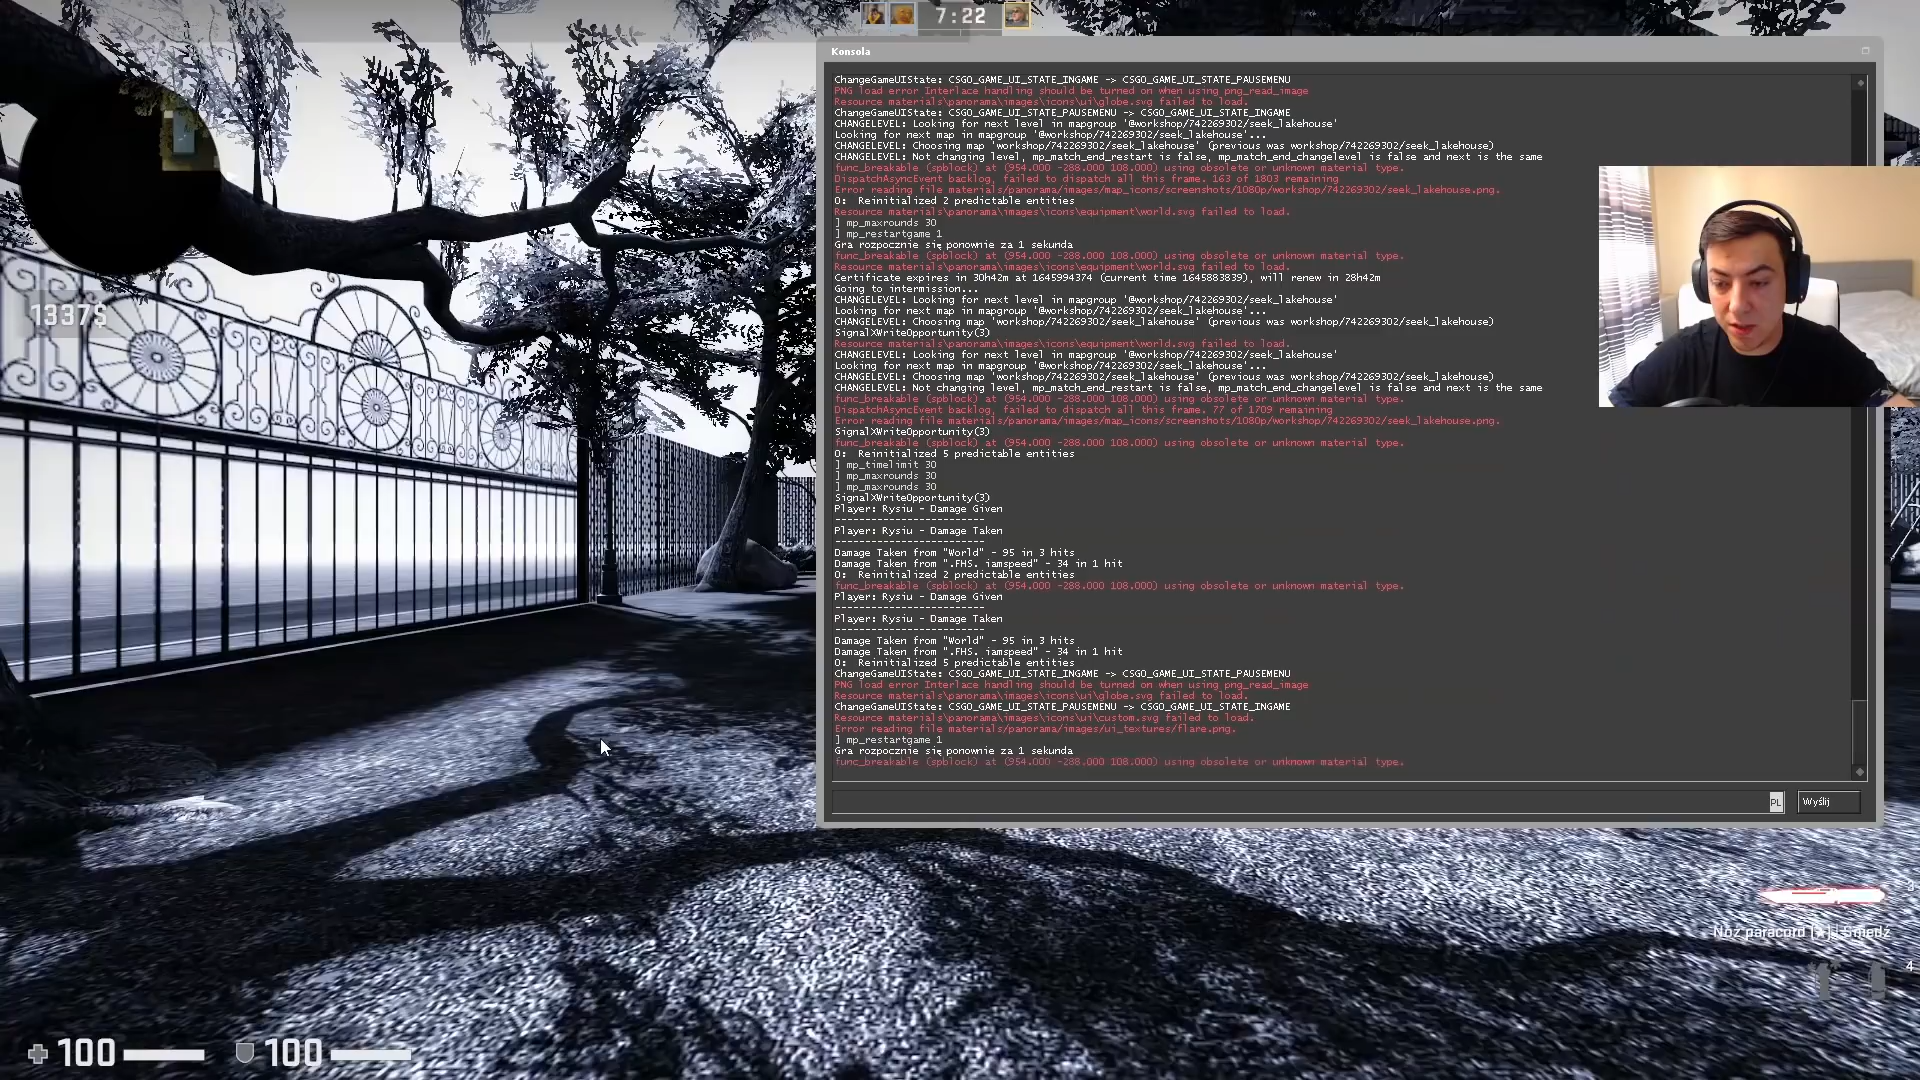 7:22
Konsola
ChangeGameUIState: CSGO_GAME_UI_STATE_INGAME -> CSGO_GAME_UI_STATE_PAUSEMENU
PNG load error Interlace handling should be turned on when using png_read_image
Resource materials\panorama\images\icons\ui\globe.svg failed to load.
ChangeGameUIState: CSGO_GAME_UI_STATE_PAUSEMENU -> CSGO_GAME_UI_STATE_INGAME
CHANGELEVEL: Looking for next level in mapgroup '@workshop/742269302/seek_lakehouse'
Looking for next map in mapgroup '@workshop/742269302/seek_lakehouse'...
CHANGELEVEL: Choosing map 'workshop/742269302/seek_lakehouse' (previous was workshop/742269302/seek_lakehouse)
CHANGELEVEL: Not changing level, mp_match_end_restart is false, mp_match_end_changelevel is false and next is the same
func_breakable (spblock) at (954.000 -288.000 108.000) using obsolete or unknown material type.
DispatchAsyncEvent backlog, failed to dispatch all this frame. 163 of 1803 remaining
Error reading file materials/panorama/images/map_icons/screenshots/1080p/workshop/742269302/seek_lakehouse.png.
0:  Reinitialized 2 predictable entities
Resource materials\panorama\images\icons\equipment\world.svg failed to load.
] mp_maxrounds 30
] mp_restartgame 1
Gra rozpocznie się ponownie za 1 sekunda
func_breakable (spblock) at (954.000 -288.000 108.000) using obsolete or unknown material type.
Resource materials\panorama\images\icons\equipment\world.svg failed to load.
Certificate expires in 30h42m at 1645994374 (current time 1645883839), will renew in 28h42m
Going to intermission...
CHANGELEVEL: Looking for next level in mapgroup '@workshop/742269302/seek_lakehouse'
Looking for next map in mapgroup '@workshop/742269302/seek_lakehouse'...
CHANGELEVEL: Choosing map 'workshop/742269302/seek_lakehouse' (previous was workshop/742269302/seek_lakehouse)
SignalXWriteOpportunity(3)
Resource materials\panorama\images\icons\equipment\world.svg failed to load.
CHANGELEVEL: Looking for next level in mapgroup '@workshop/742269302/seek_lakehouse'
Looking for next map in mapgroup '@workshop/742269302/seek_lakehouse'...
CHANGELEVEL: Choosing map 'workshop/742269302/seek_lakehouse' (previous was workshop/742269302/seek_lakehouse)
CHANGELEVEL: Not changing level, mp_match_end_restart is false, mp_match_end_changelevel is false and next is the same
func_breakable (spblock) at (954.000 -288.000 108.000) using obsolete or unknown material type.
DispatchAsyncEvent backlog, failed to dispatch all this frame. 77 of 1709 remaining
Error reading file materials/panorama/images/map_icons/screenshots/1080p/workshop/742269302/seek_lakehouse.png.
SignalXWriteOpportunity(3)
func_breakable (spblock) at (954.000 -288.000 108.000) using obsolete or unknown material type.
0:  Reinitialized 5 predictable entities
] mp_timelimit 30
] mp_maxrounds 30
] mp_maxrounds 30
SignalXWriteOpportunity(3)
Player: Rysiu - Damage Given
-------------------------
Player: Rysiu - Damage Taken
-------------------------
Damage Taken from "World" - 95 in 3 hits
Damage Taken from ".FHS. iamspeed" - 34 in 1 hit
0:  Reinitialized 2 predictable entities
func_breakable (spblock) at (954.000 -288.000 108.000) using obsolete or unknown material type.
Player: Rysiu - Damage Given
-------------------------
Player: Rysiu - Damage Taken
-------------------------
Damage Taken from "World" - 95 in 3 hits
Damage Taken from ".FHS. iamspeed" - 34 in 1 hit
0:  Reinitialized 5 predictable entities
ChangeGameUIState: CSGO_GAME_UI_STATE_INGAME -> CSGO_GAME_UI_STATE_PAUSEMENU
PNG load error Interlace handling should be turned on when using png_read_image
Resource materials\panorama\images\icons\ui\globe.svg failed to load.
ChangeGameUIState: CSGO_GAME_UI_STATE_PAUSEMENU -> CSGO_GAME_UI_STATE_INGAME
Resource materials\panorama\images\icons\ui\custom.svg failed to load.
Error reading file materials/panorama/images/ui_textures/flare.png.
] mp_restartgame 1
Gra rozpocznie się ponownie za 1 sekunda
func_breakable (spblock) at (954.000 -288.000 108.000) using obsolete or unknown material type.
PL
Wyślij
1337$
3
Nóż paracord (★) | Śmiedź
4
100
100